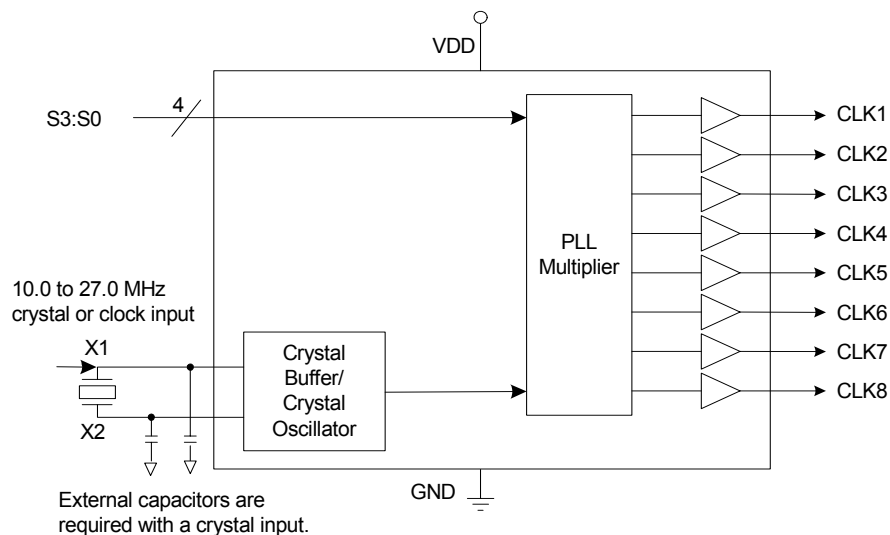 VDD
S3:S0
4
CLK1
CLK2
CLK3
CLK4
PLL
Multiplier
CLK5
CLK6
CLK7
CLK8
10.0 to 27.0 MHz
crystal or clock input
X1
X2
Crystal
Buffer/
Crystal
Oscillator
GND
External capacitors are
required with a crystal input.